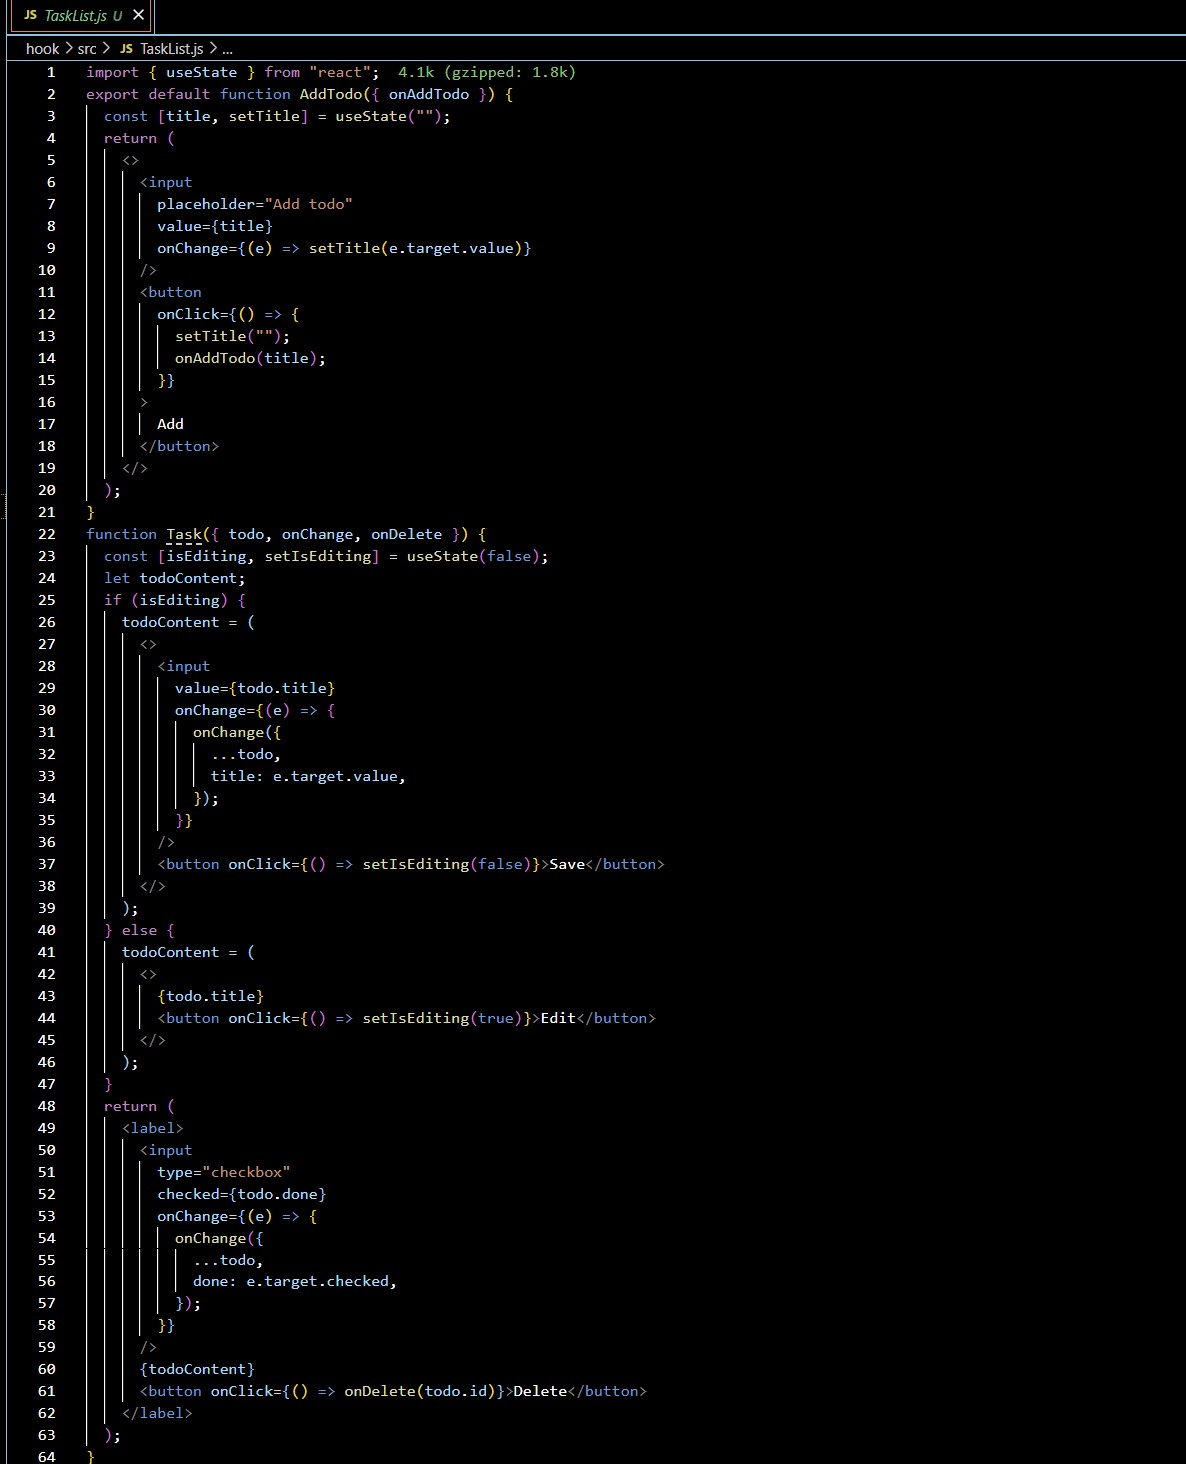 JS TaskList.js U ✕
hook > src > JS TaskList.js > ...
1 import { useState } from "react";  4.1k (gzipped: 1.8k)
2 export default function AddTodo({ onAddTodo }) {
3   const [title, setTitle] = useState("");
4   return (
5     <>
6       <input
7         placeholder="Add todo"
8         value={title}
9         onChange={(e) => setTitle(e.target.value)}
10       />
11       <button
12         onClick={() => {
13           setTitle("");
14           onAddTodo(title);
15         }}
16       >
17         Add
18       </button>
19     </>
20   );
21 }
22 function Task({ todo, onChange, onDelete }) {
23   const [isEditing, setIsEditing] = useState(false);
24   let todoContent;
25   if (isEditing) {
26     todoContent = (
27       <>
28         <input
29           value={todo.title}
30           onChange={(e) => {
31             onChange({
32               ...todo,
33               title: e.target.value,
34             });
35           }}
36         />
37         <button onClick={() => setIsEditing(false)}>Save</button>
38       </>
39     );
40   } else {
41     todoContent = (
42       <>
43         {todo.title}
44         <button onClick={() => setIsEditing(true)}>Edit</button>
45       </>
46     );
47   }
48   return (
49     <label>
50       <input
51         type="checkbox"
52         checked={todo.done}
53         onChange={(e) => {
54           onChange({
55             ...todo,
56             done: e.target.checked,
57           });
58         }}
59       />
60       {todoContent}
61       <button onClick={() => onDelete(todo.id)}>Delete</button>
62     </label>
63   );
64 }